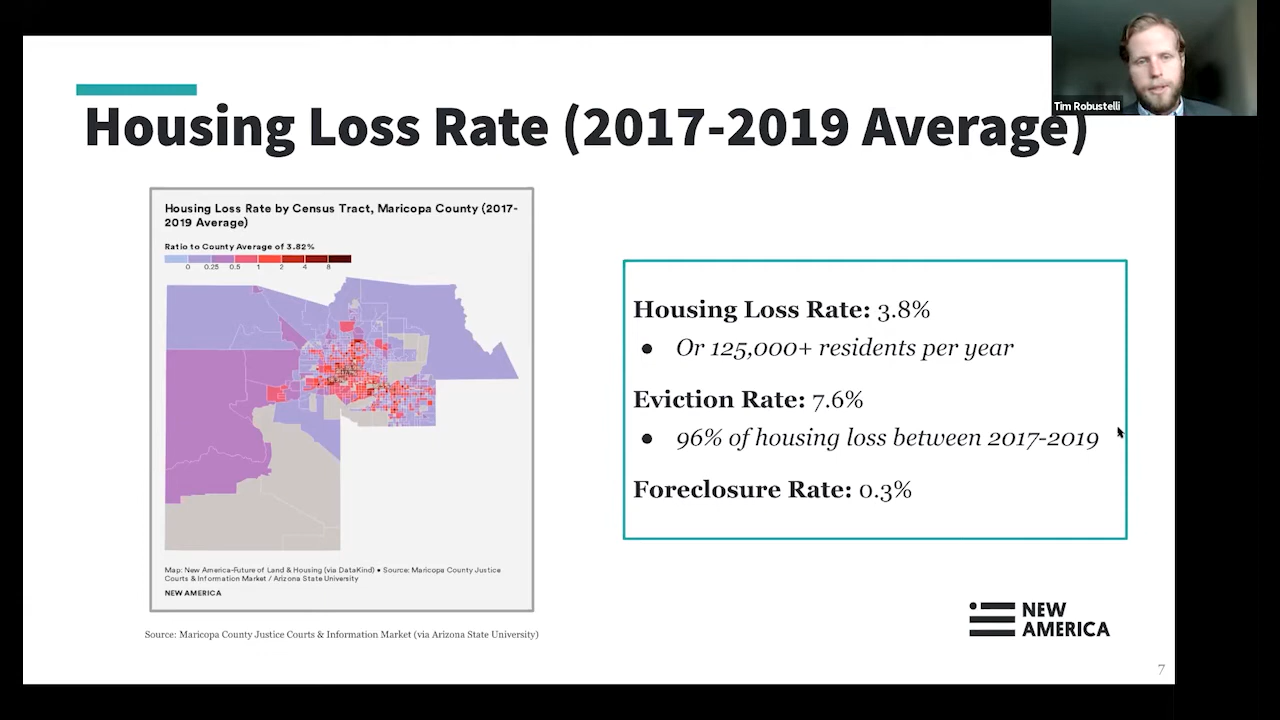 Tim Robustelli
Housing Loss Rate (2017-2019 Average)
Housing Loss Rate by Census Tract, Maricopa County (2017-
2019 Average)
Ratio to County Average of 3.82%
0 0.25 0.5 1 2 4 8
Map: New America-Future of Land & Housing (via DataKind) • Source: Maricopa County Justice
Courts & Information Market / Arizona State University
NEW AMERICA
Source: Maricopa County Justice Courts & Information Market (via Arizona State University)
Housing Loss Rate: 3.8%
● Or 125,000+ residents per year
Eviction Rate: 7.6%
● 96% of housing loss between 2017-2019
Foreclosure Rate: 0.3%
NEW
AMERICA
7